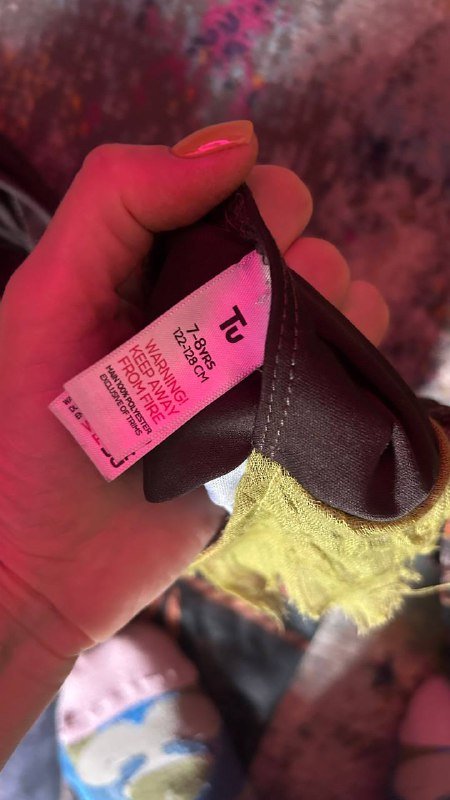 Tu
7-8YRS
122-128 CM
WARNING!
KEEP AWAY
FROM FIRE
MAIN 100% POLYESTER
EXCLUSIVE OF TRIMS